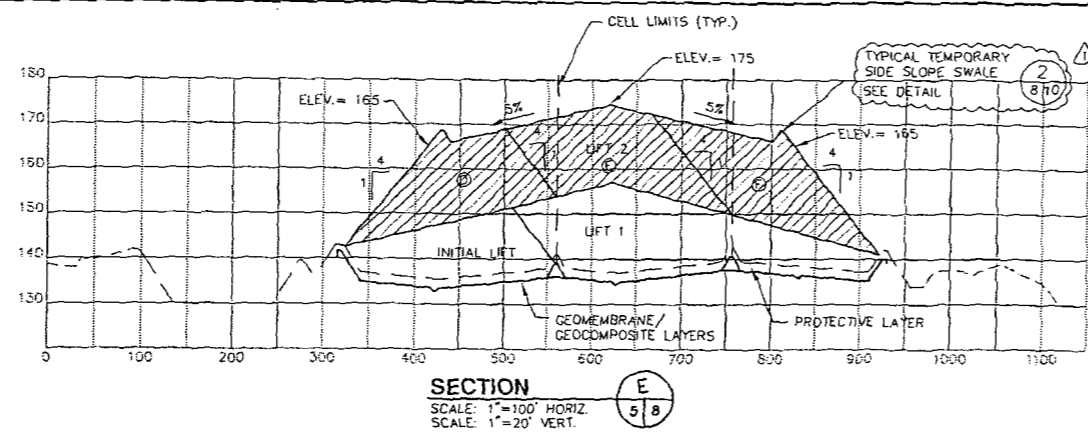 CELL LIMITS (TYP.)
ELEV.= 175
TYPICAL TEMPORARY
SIDE SLOPE SWALE
SEE DETAIL
2
8 10
1
180
170
160
150
140
130
ELEV.= 165
5%
5%
ELEV.= 165
4
1
4
4
4
1
LIFT 2
D
E
F
LIFT 1
INITIAL LIFT
GEOMEMBRANE/
GEOCOMPOSITE LAYERS
PROTECTIVE LAYER
0 100 200 300 400 500 600 700 800 900 1000 1100
SECTION
E
5 8
SCALE: 1"=100' HORIZ.
SCALE: 1"=20' VERT.